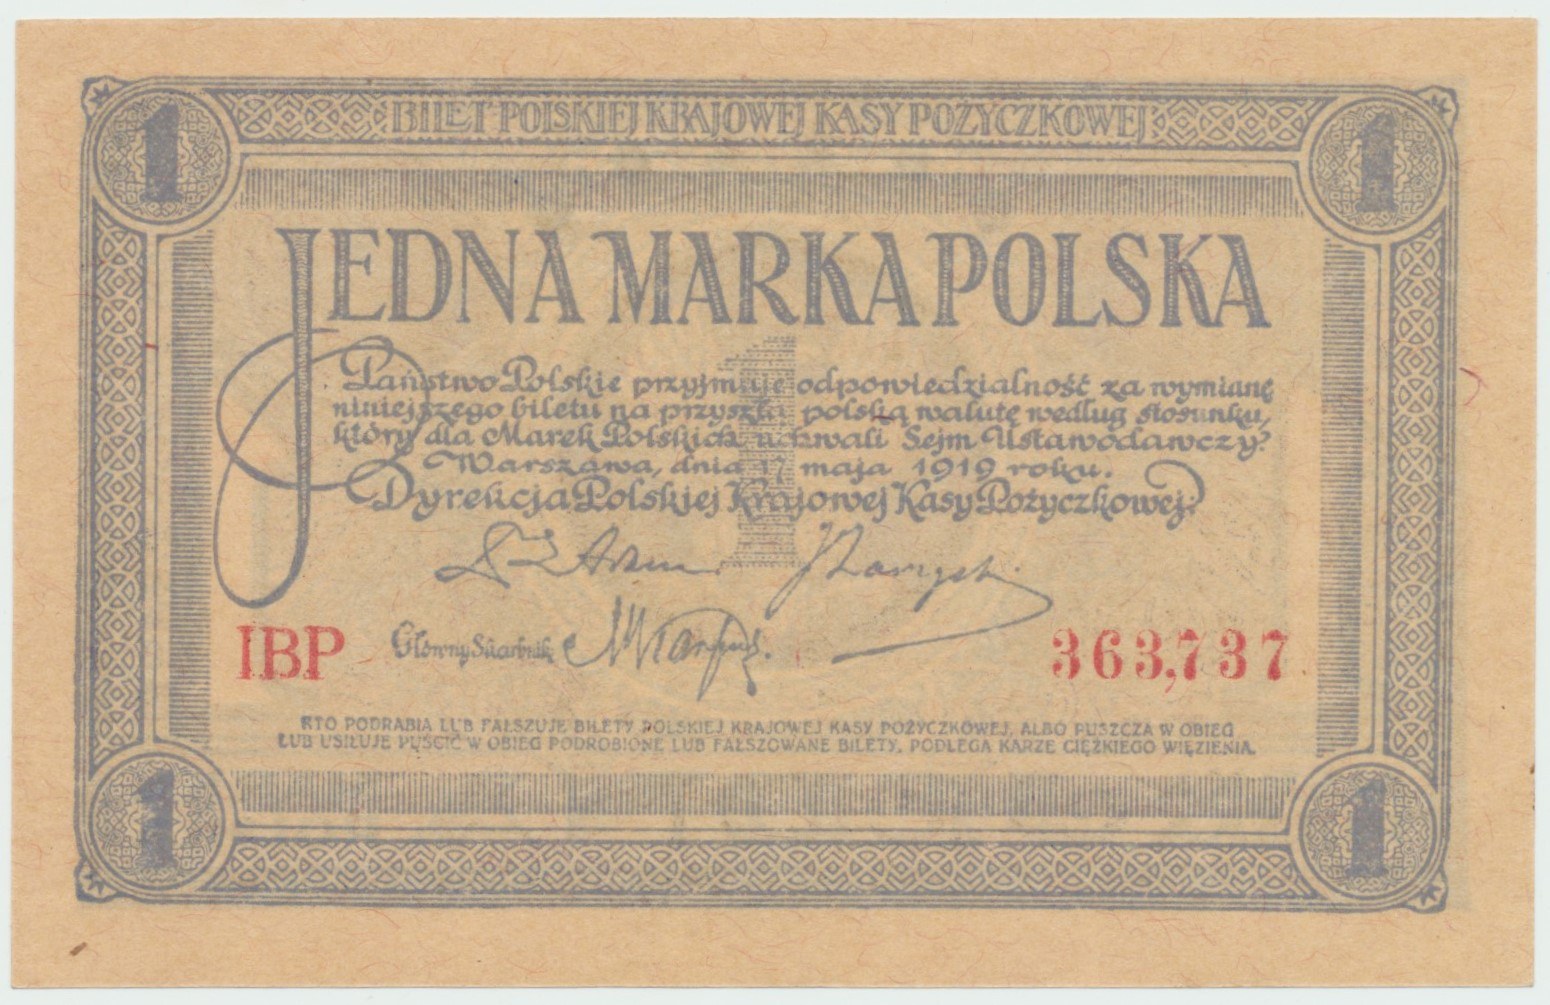 1 BILET POLSKIEJ KRAJOWEJ KASY POŻYCZKOWEJ 1
JEDNA MARKA POLSKA
1
Państwo Polskie przyjmuje odpowiedzialność za wymianę
niniejszego biletu na przyszłą polską walutę według stosunku,
który dla Marek Polskich uchwali Sejm Ustawodawczy.
Warszawa, dnia 17 maja 1919 roku.
Dyrekcja Polskiej Krajowej Kasy Pożyczkowej:
IBP Główny Skarbnik 363,737
KTO PODRABIA LUB FAŁSZUJE BILETY POLSKIEJ KRAJOWEJ KASY POŻYCZKOWEJ, ALBO PUSZCZA W OBIEG
LUB USIŁUJE PUŚCIĆ W OBIEG PODROBIONE LUB FAŁSZOWANE BILETY, PODLEGA KARZE CIĘŻKIEGO WIĘZIENIA.
1 1